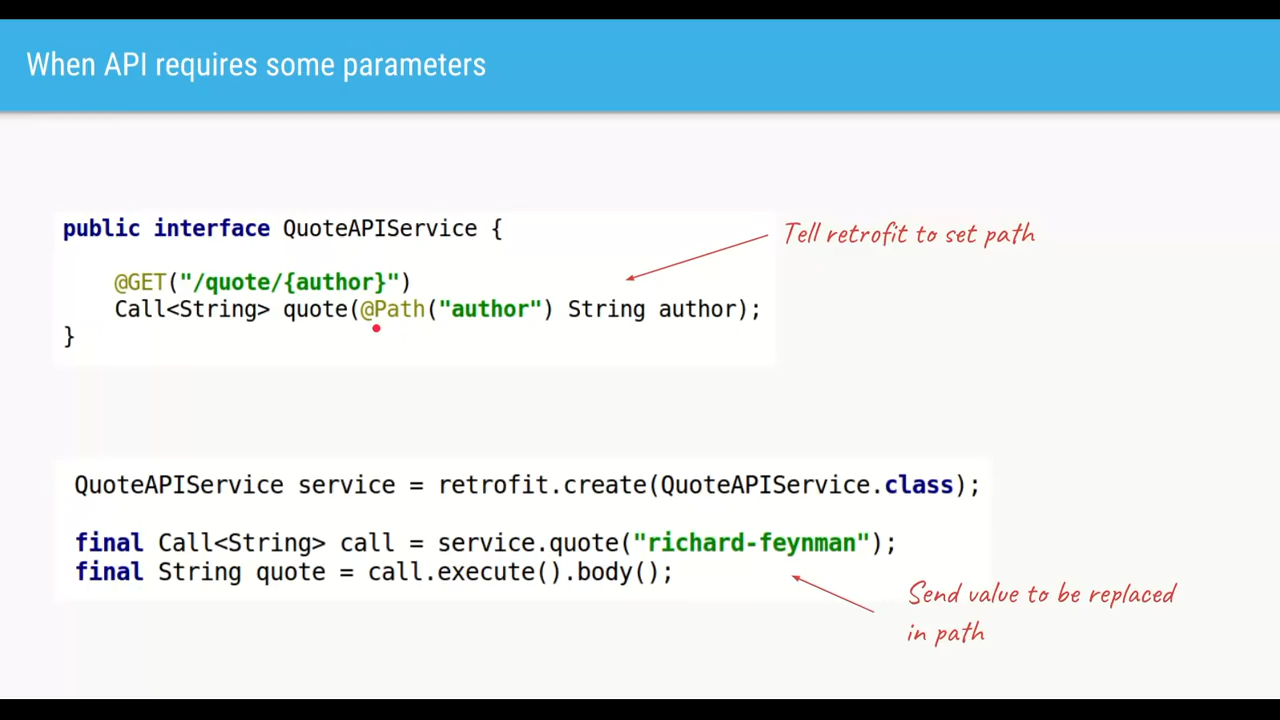 When API requires some parameters
public interface QuoteAPIService {
Tell retrofit to set path
@GET("/quote/{author}")
Call<String> quote(@Path("author") String author);
}
QuoteAPIService service = retrofit.create(QuoteAPIService.class);
final Call<String> call = service.quote("richard-feynman");
final String quote = call.execute().body();
Send value to be replaced
in path